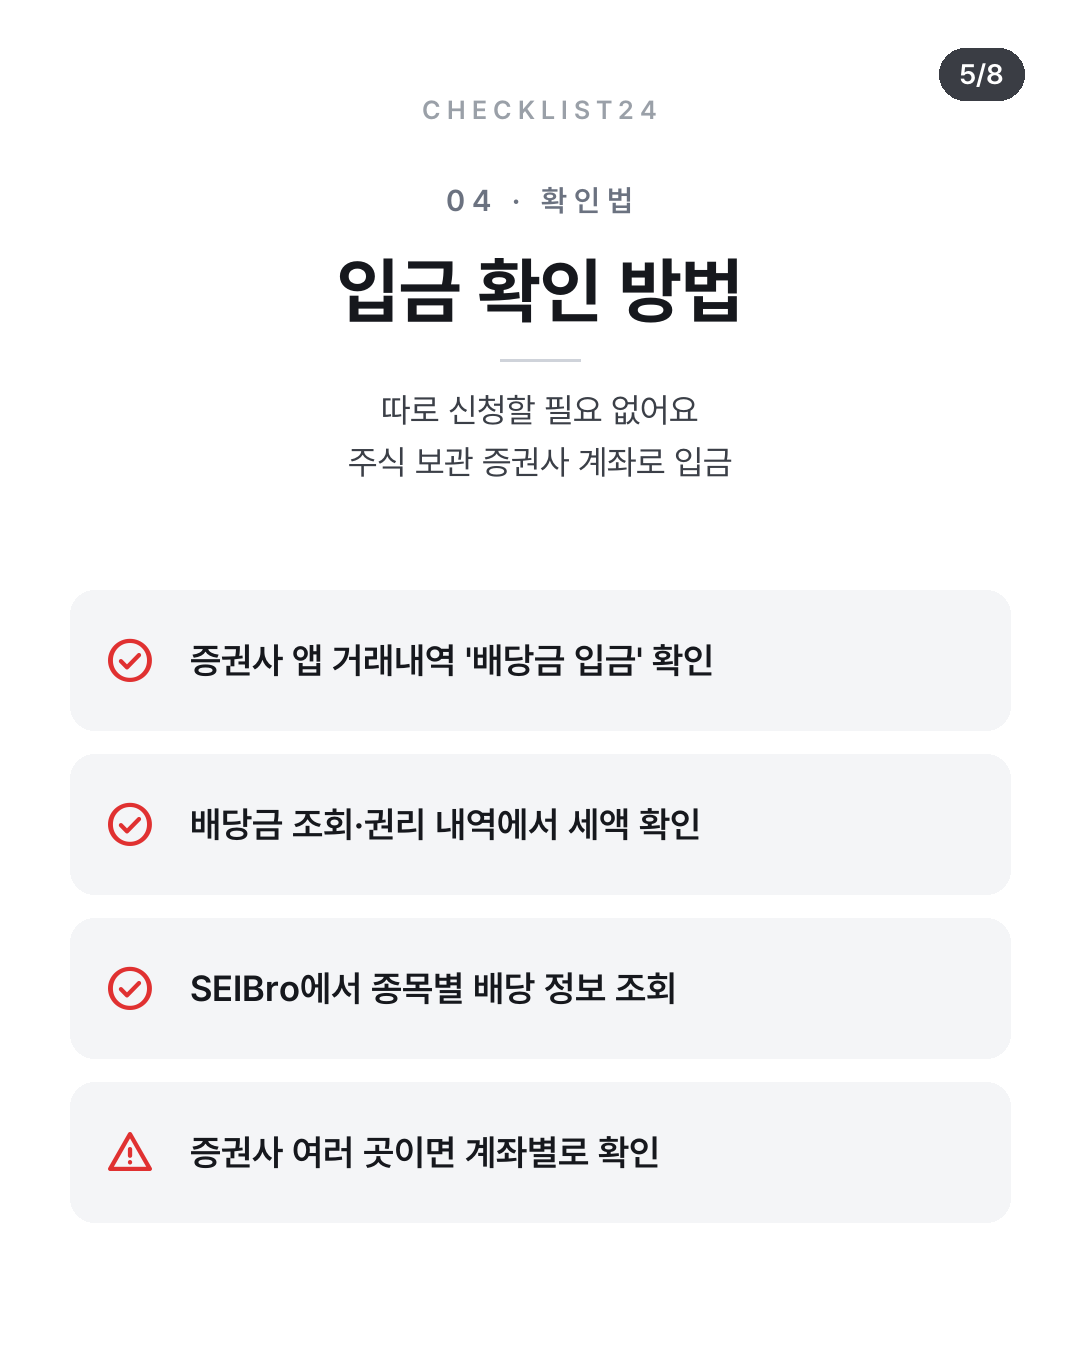 5/8
CHECKLIST24
04 · 확인법
입금 확인 방법
따로 신청할 필요 없어요
주식 보관 증권사 계좌로 입금
증권사 앱 거래내역 '배당금 입금' 확인
배당금 조회·권리 내역에서 세액 확인
SEIBro에서 종목별 배당 정보 조회
증권사 여러 곳이면 계좌별로 확인